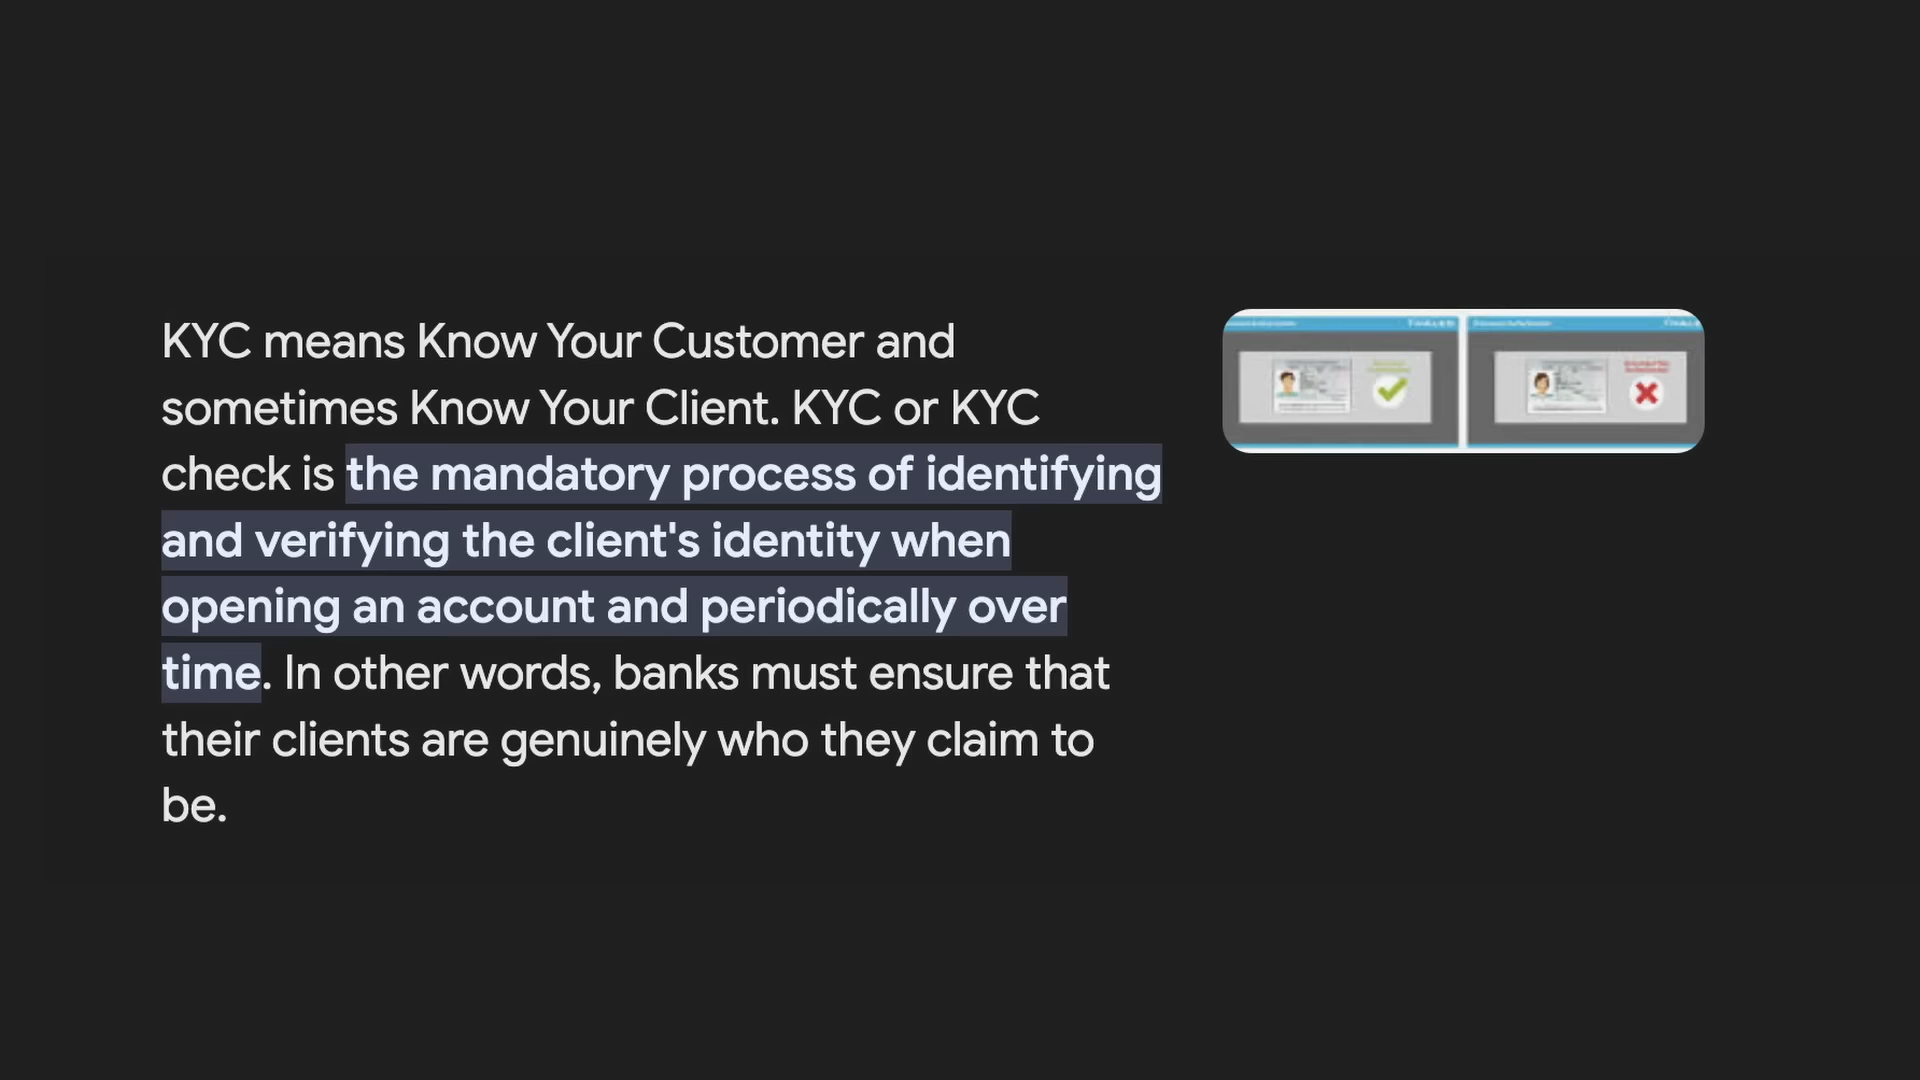 KYC means Know Your Customer and
sometimes Know Your Client. KYC or KYC
check is the mandatory process of identifying
and verifying the client's identity when
opening an account and periodically over
time. In other words, banks must ensure that
their clients are genuinely who they claim to
be.
THALES